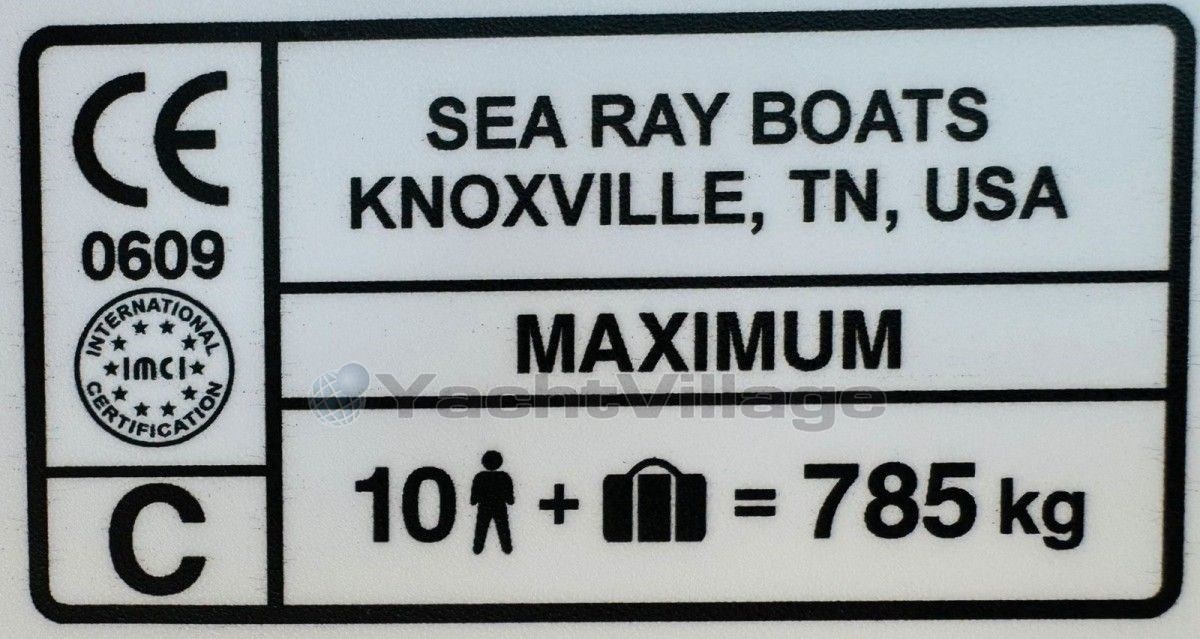 CE
0609
INTERNATIONAL
IMCI
CERTIFICATION
C
SEA RAY BOATS
KNOXVILLE, TN, USA
MAXIMUM
YachtVillage
10 + = 785 kg